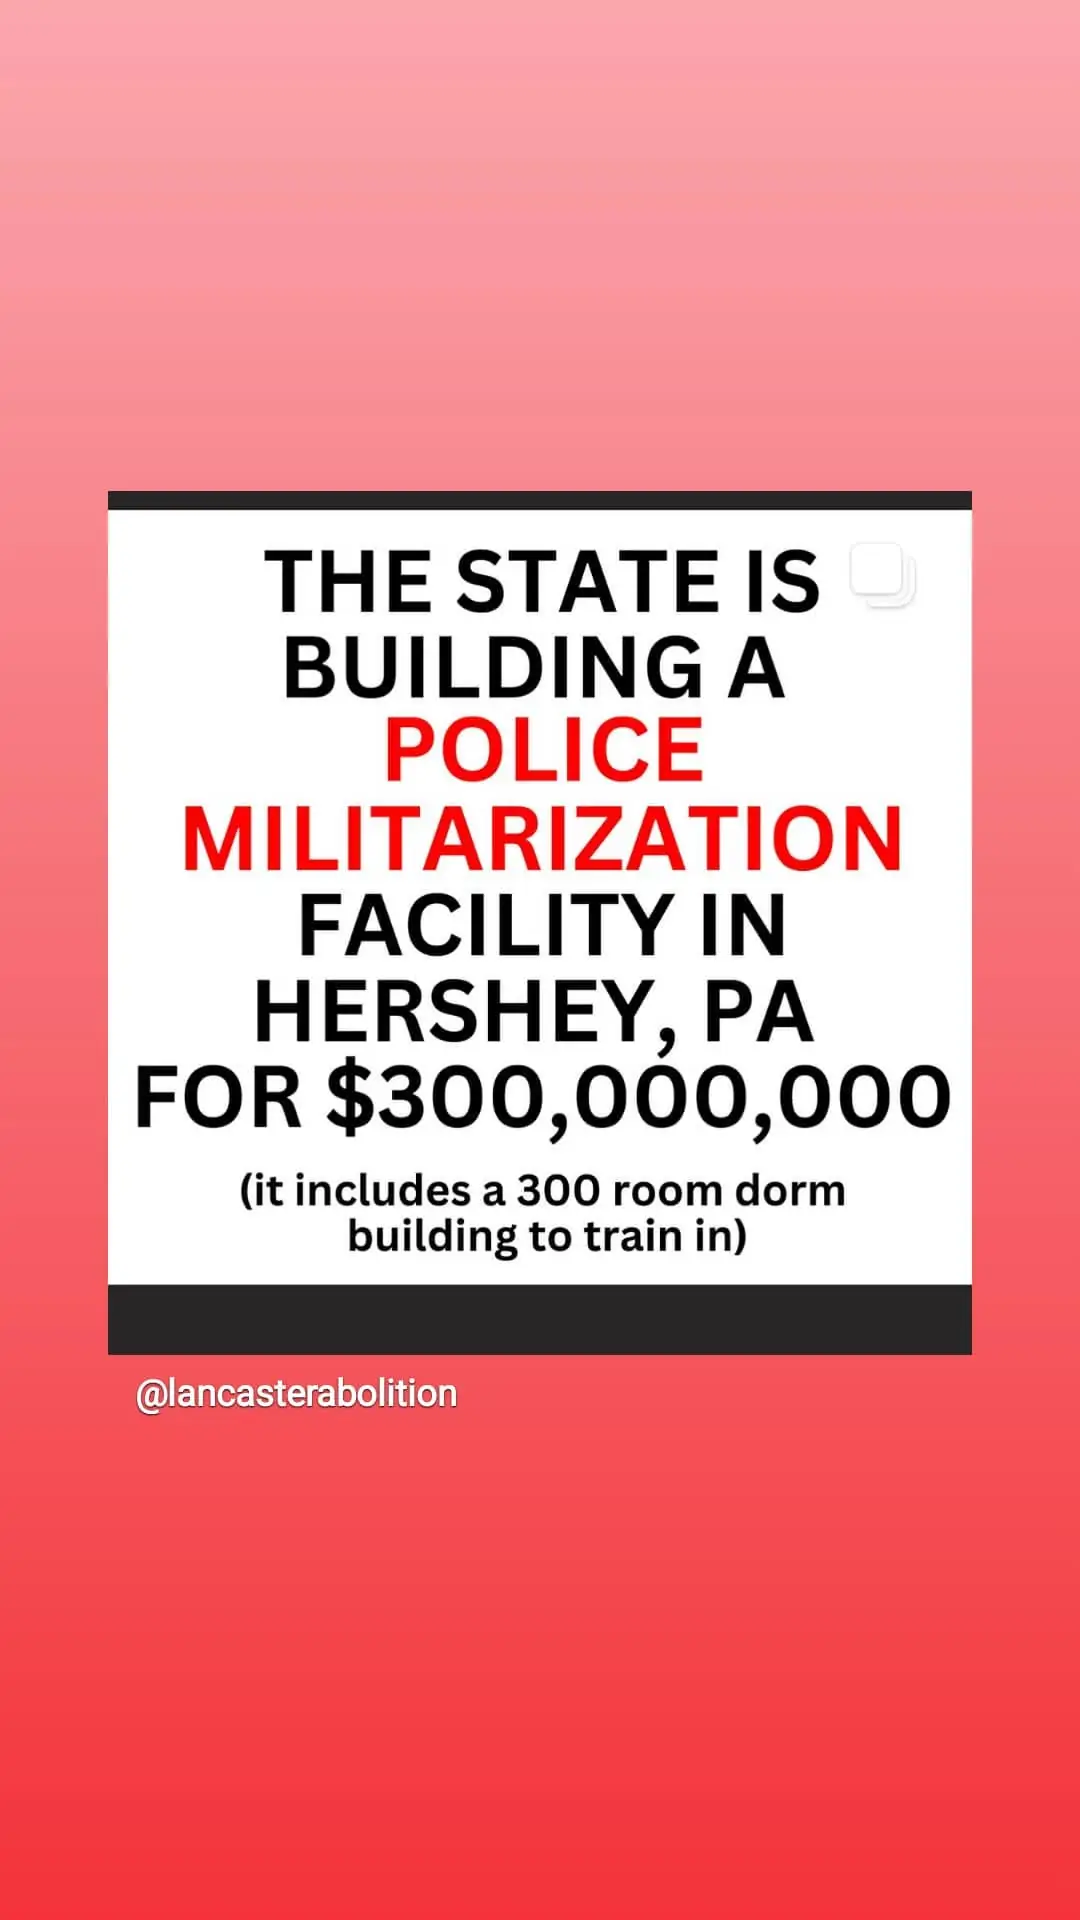 THE STATE IS
BUILDING A
POLICE
MILITARIZATION
FACILITY IN
HERSHEY, PA
FOR $300,000,000
(it includes a 300 room dorm
building to train in)
@lancasterabolition